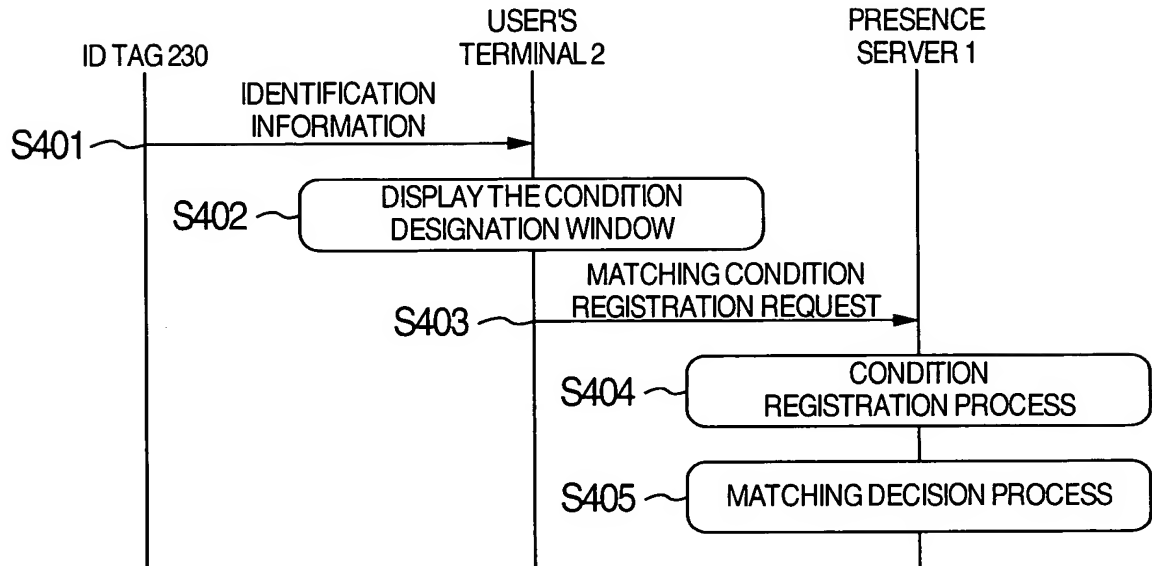 ID TAG 230
USER'S
TERMINAL 2
PRESENCE
SERVER 1
IDENTIFICATION
INFORMATION
S401
S402
DISPLAY THE CONDITION
DESIGNATION WINDOW
MATCHING CONDITION
REGISTRATION REQUEST
S403
S404
CONDITION
REGISTRATION PROCESS
S405
MATCHING DECISION PROCESS